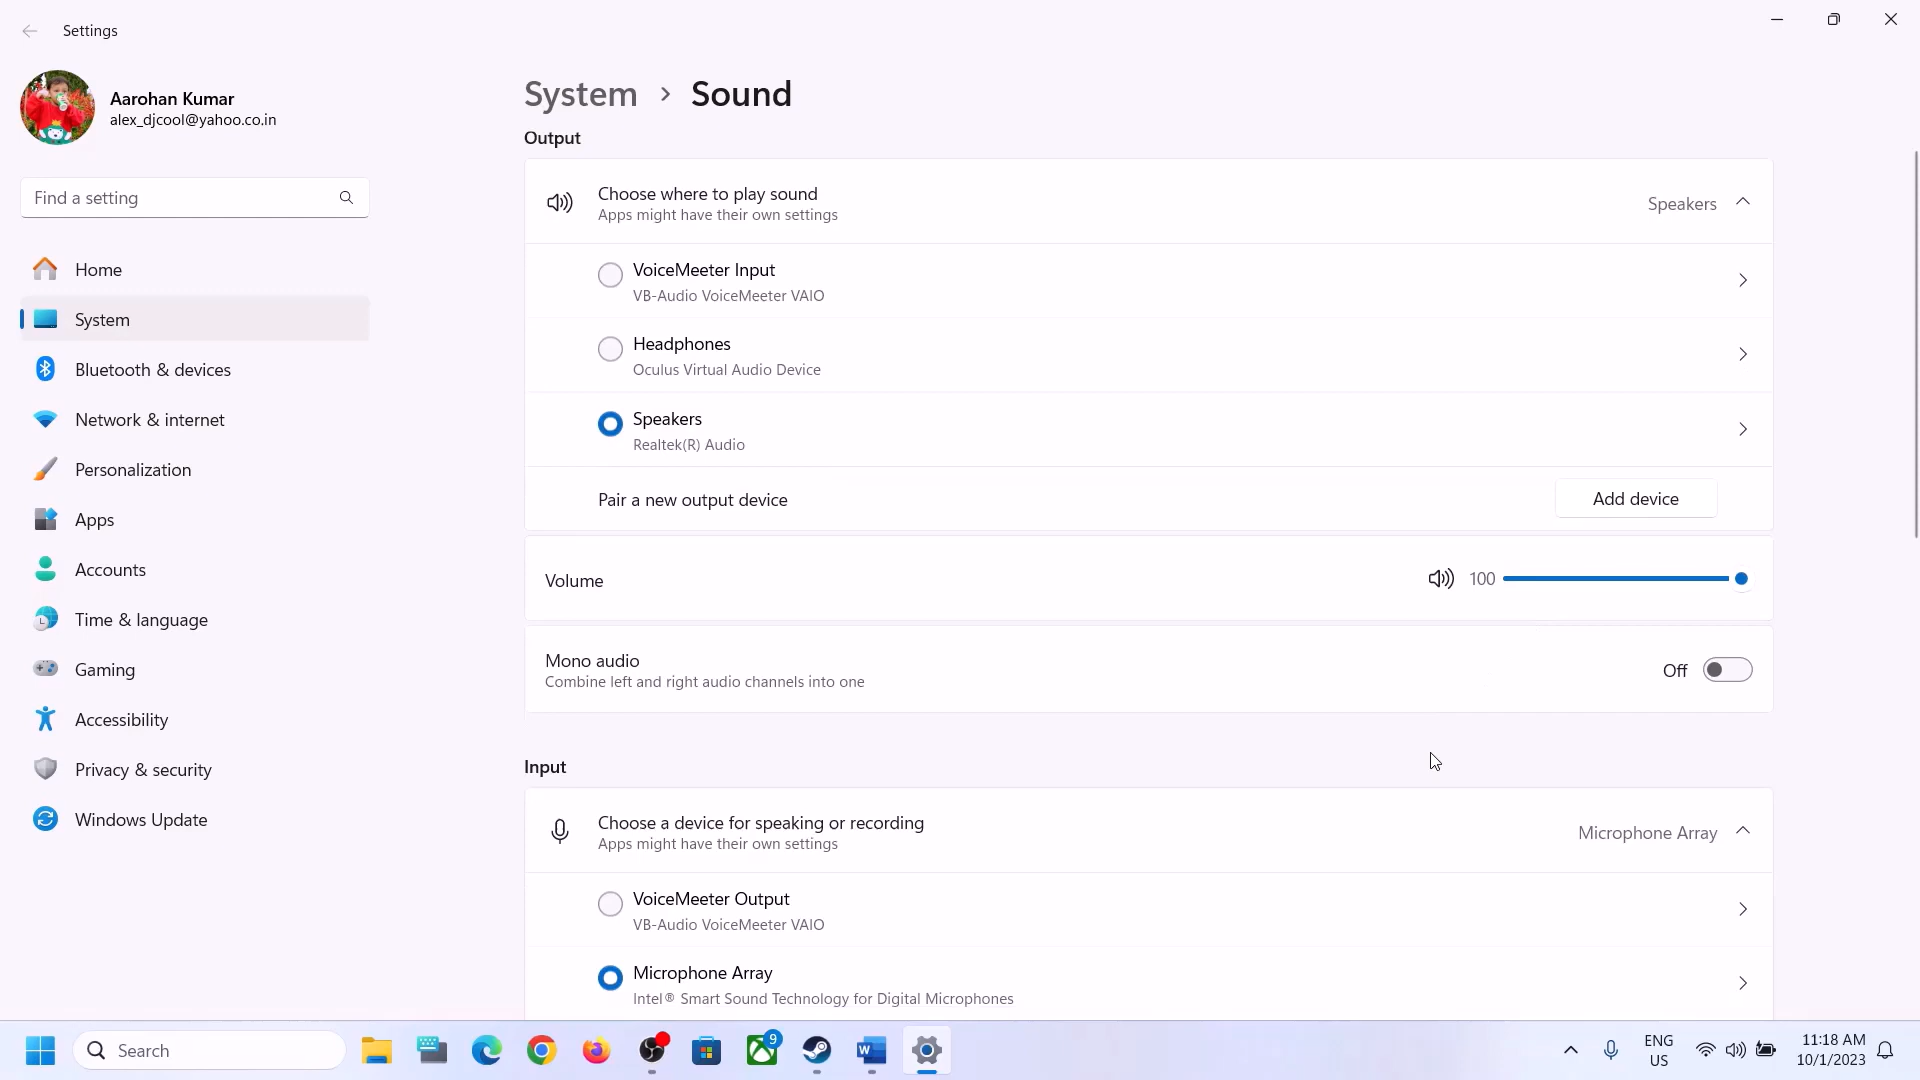 Settings
Aarohan Kumar
alex_djcool@yahoo.co.in
Find a setting
Home
System
Bluetooth & devices
Network & internet
Personalization
Apps
Accounts
Time & language
Gaming
Accessibility
Privacy & security
Windows Update
System > Sound
Output
Choose where to play sound
Apps might have their own settings
Speakers
VoiceMeeter Input
VB-Audio VoiceMeeter VAIO
Headphones
Oculus Virtual Audio Device
Speakers
Realtek(R) Audio
Pair a new output device
Add device
Volume
100
Mono audio
Combine left and right audio channels into one
Off
Input
Choose a device for speaking or recording
Apps might have their own settings
Microphone Array
VoiceMeeter Output
VB-Audio VoiceMeeter VAIO
Microphone Array
Intel® Smart Sound Technology for Digital Microphones
Search
9
W
ENG
US
11:18 AM
10/1/2023